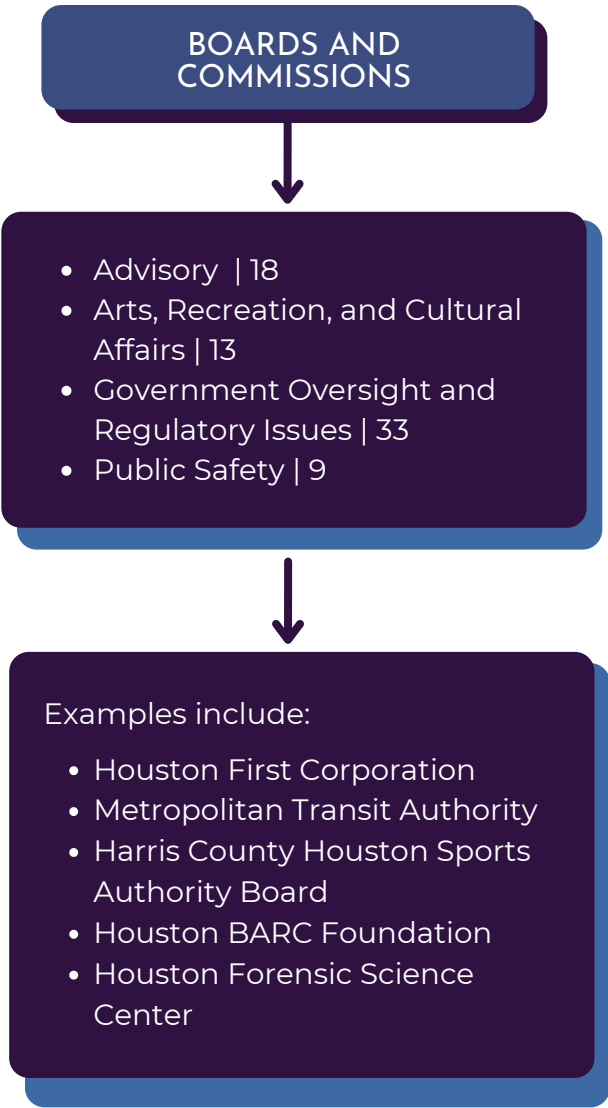 BOARDS AND
COMMISSIONS
• Advisory | 18
• Arts, Recreation, and Cultural
Affairs | 13
• Government Oversight and
Regulatory Issues | 33
• Public Safety | 9
Examples include:
• Houston First Corporation
• Metropolitan Transit Authority
• Harris County Houston Sports
Authority Board
• Houston BARC Foundation
• Houston Forensic Science
Center